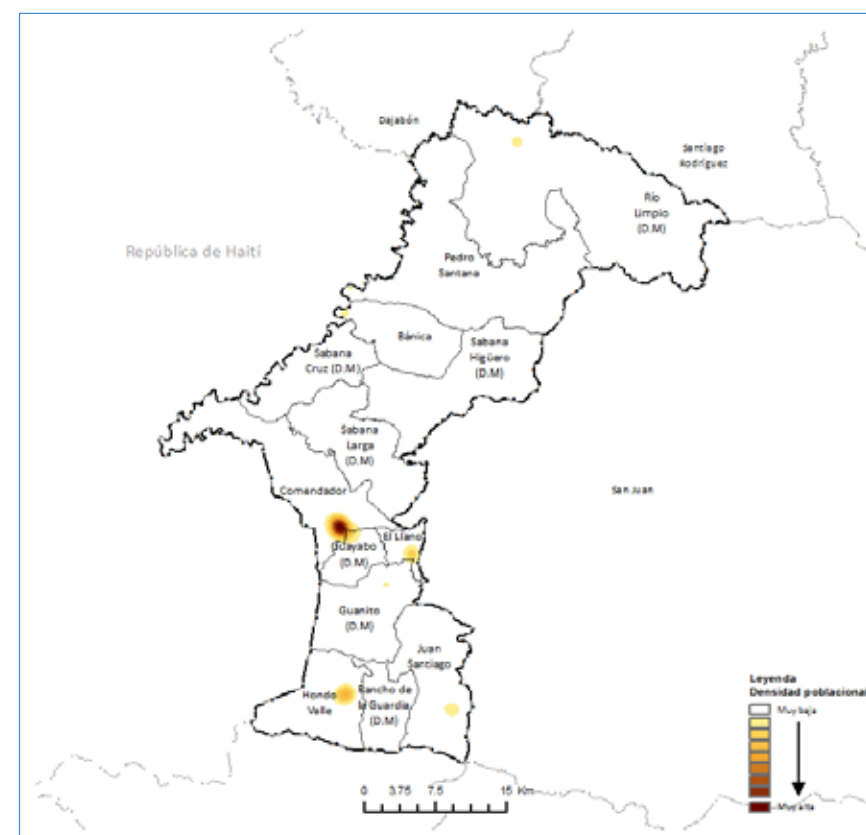 Dajabón
Santiago
Rodríguez
Río
Limpio
(D.M)
República de Haití
Pedro
Santana
Bánica
Sabana
Higüero
(D.M)
Sabana
Cruz (D.M)
Sabana
Larga
(D.M)
San Juan
Comendador
El Llano
Guayabo
(D.M)
Guanito
(D.M)
Juan
Santiago
Hondo
Valle
Rancho de
la Guardia
(D.M)
Leyenda
Densidad poblacional
Muy baja
Muy alta
0 3.75 7.5 15 Km